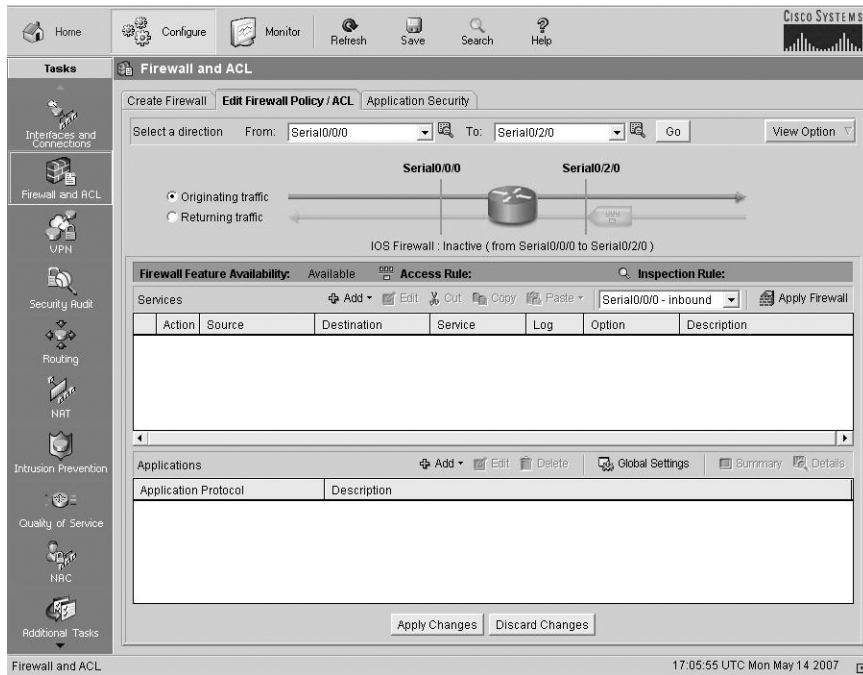 Home
Configure
Monitor
Refresh
Save
Search
Help
CISCO SYSTEMS
Tasks
Firewall and ACL
Interfaces and Connections
Firewall and ACL
VPN
Security Audit
Routing
NAT
Intrusion Prevention
Quality of Service
NAC
Additional Tasks
Create Firewall
Edit Firewall Policy / ACL
Application Security
Select a direction From: Serial0/0/0 To: Serial0/2/0 Go View Option
Serial0/0/0 Serial0/2/0
Originating traffic
Returning traffic
IOS Firewall : Inactive ( from Serial0/0/0 to Serial0/2/0 )
Firewall Feature Availability: Available Access Rule: Inspection Rule:
Services Add Edit Cut Copy Paste Serial0/0/0 - inbound Apply Firewall
Action Source Destination Service Log Option Description
Applications Add Edit Delete Global Settings Summary Details
Application Protocol Description
Apply Changes Discard Changes
Firewall and ACL 17:05:55 UTC Mon May 14 2007